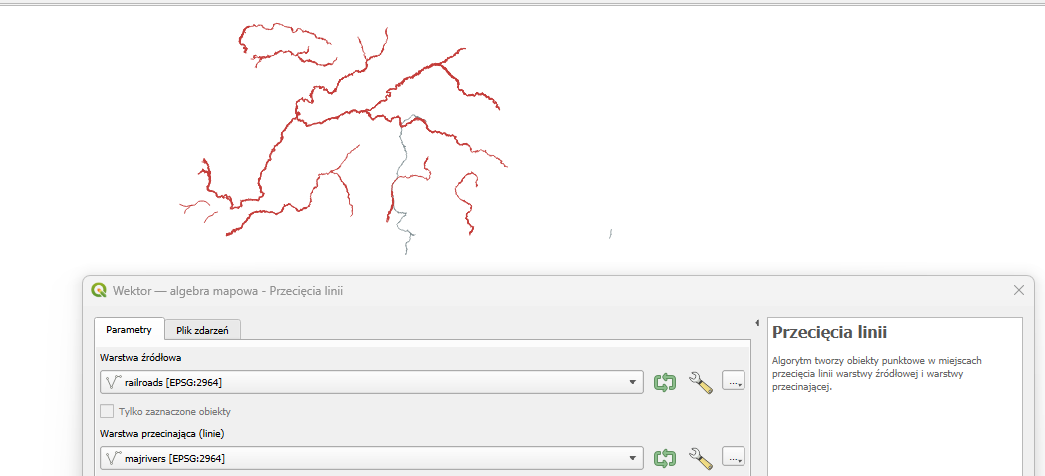 Wektor — algebra mapowa - Przecięcia linii
Parametry
Plik zdarzeń
Warstwa źródłowa
railroads [EPSG:2964]
...
Tylko zaznaczone obiekty
Warstwa przecinająca (linie)
majrivers [EPSG:2964]
...
Przecięcia linii
Algorytm tworzy obiekty punktowe w miejscach
przecięcia linii warstwy źródłowej i warstwy
przecinającej.